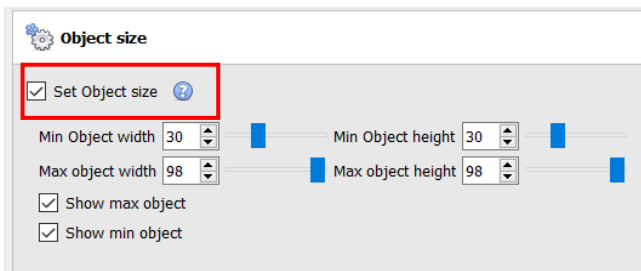 Object size
Set Object size ?
Min Object width 30 Min Object height 30
Max object width 98 Max object height 98
Show max object
Show min object